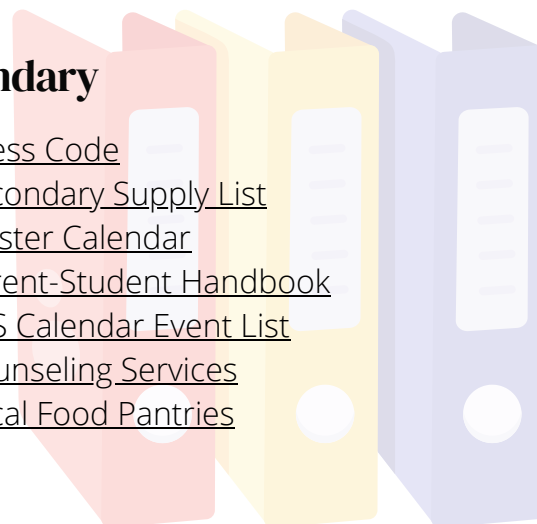 ndary
ess Code
condary Supply List
ster Calendar
rent-Student Handbook
S Calendar Event List
unseling Services
cal Food Pantries